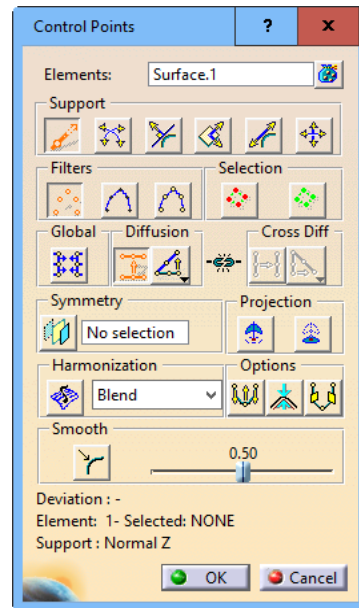 Control Points ? x
Elements: Surface.1
Support
Filters Selection
Global Diffusion Cross Diff
Symmetry Projection
No selection
Harmonization Options
Blend
Smooth
0.50
Deviation : -
Element: 1- Selected: NONE
Support : Normal Z
OK Cancel